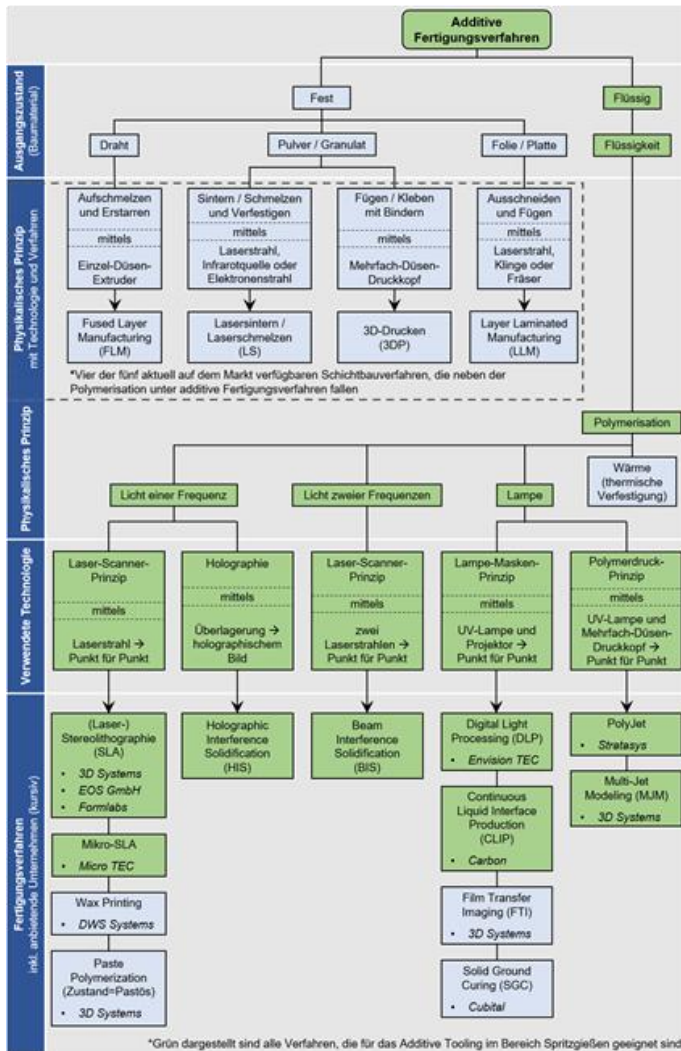 Additive
Fertigungsverfahren
Ausgangszustand
(Baumaterial)
Fest
Flüssig
Draht
Pulver / Granulat
Folie / Platte
Flüssigkeit
Physikalisches Prinzip
mit Technologie und Verfahren
Aufschmelzen
und Erstarren
mittels
Einzel-Düsen-
Extruder
Fused Layer
Manufacturing
(FLM)
Sintern / Schmelzen
und Verfestigen
mittels
Laserstrahl,
Infrarotquelle oder
Elektronenstrahl
Lasersintern /
Laserschmelzen
(LS)
Fügen / Kleben
mit Bindern
mittels
Mehrfach-Düsen-
Druckkopf
3D-Drucken
(3DP)
Ausschneiden
und Fügen
mittels
Laserstrahl,
Klinge oder
Fräser
Layer Laminated
Manufacturing
(LLM)
*Vier der fünf aktuell auf dem Markt verfügbaren Schichtbauverfahren, die neben der
Polymerisation unter additive Fertigungsverfahren fallen
Physikalisches Prinzip
Polymerisation
Wärme
(thermische
Verfestigung)
Licht einer Frequenz
Licht zweier Frequenzen
Lampe
Verwendete Technologie
Laser-Scanner-
Prinzip
mittels
Laserstrahl →
Punkt für Punkt
Holographie
mittels
Überlagerung →
holographischem
Bild
Laser-Scanner-
Prinzip
mittels
zwei
Laserstrahlen →
Punkt für Punkt
Lampe-Masken-
Prinzip
mittels
UV-Lampe und
Projektor →
Punkt für Punkt
Polymerdruck-
Prinzip
mittels
UV-Lampe und
Mehrfach-Düsen-
Druckkopf →
Punkt für Punkt
Fertigungsverfahren
inkl. anbietende Unternehmen (kursiv)
(Laser-)
Stereolithographie
(SLA)
• 3D Systems
• EOS GmbH
• Formlabs
Mikro-SLA
• Micro TEC
Wax Printing
• DWS Systems
Paste
Polymerization
(Zustand=Pastös)
• 3D Systems
Holographic
Interference
Solidification
(HIS)
Beam
Interference
Solidification
(BIS)
Digital Light
Processing (DLP)
• Envision TEC
Continuous
Liquid Interface
Production
(CLIP)
• Carbon
Film Transfer
Imaging (FTI)
• 3D Systems
Solid Ground
Curing (SGC)
• Cubital
PolyJet
• Stratasys
Multi-Jet
Modeling (MJM)
• 3D Systems
*Grün dargestellt sind alle Verfahren, die für das Additive Tooling im Bereich Spritzgießen geeignet sind